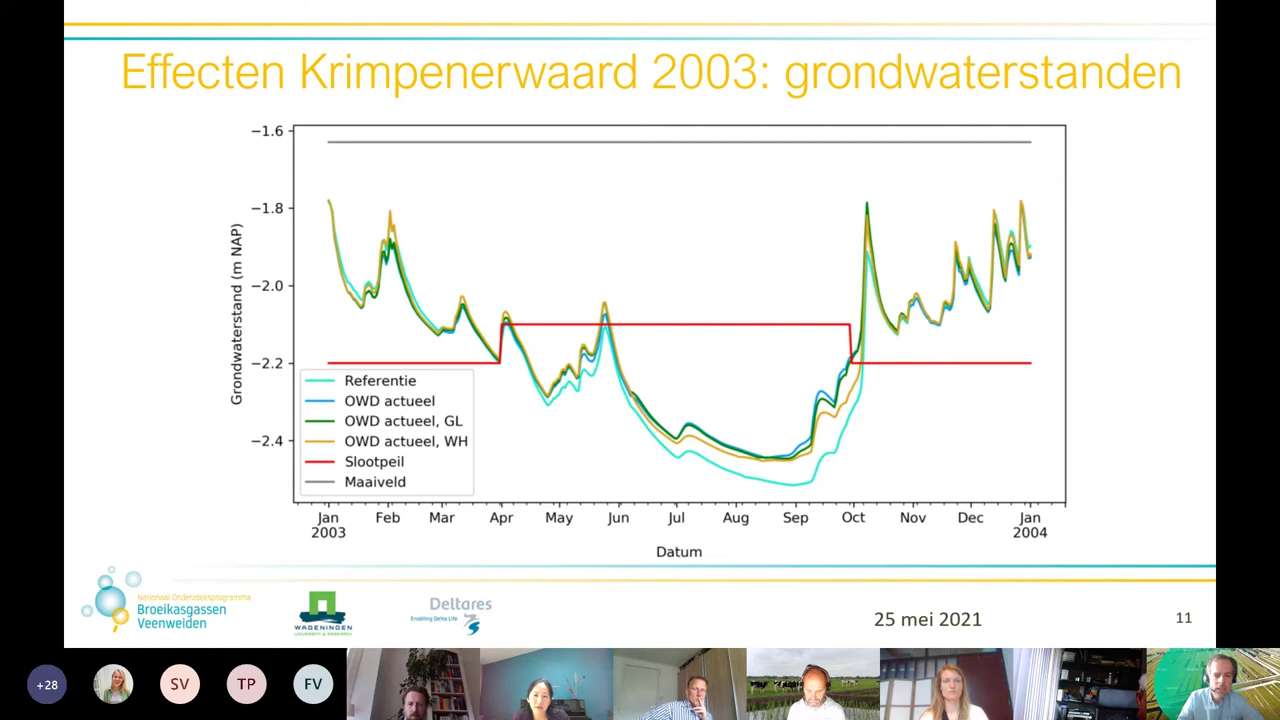 Effecten Krimpenerwaard 2003: grondwaterstanden
−1.6
−1.8
−2.0
−2.2
−2.4
Grondwaterstand (m NAP)
Referentie
OWD actueel
OWD actueel, GL
OWD actueel, WH
Slootpeil
Maaiveld
Jan Feb Mar Apr May Jun Jul Aug Sep Oct Nov Dec Jan
2003 2004
Datum
Nationaal Onderzoeksprogramma
Broeikasgassen
Veenweiden
WAGENINGEN
UNIVERSITY & RESEARCH
Deltares
Enabling Delta Life
25 mei 2021
11
+28
SV
TP
FV